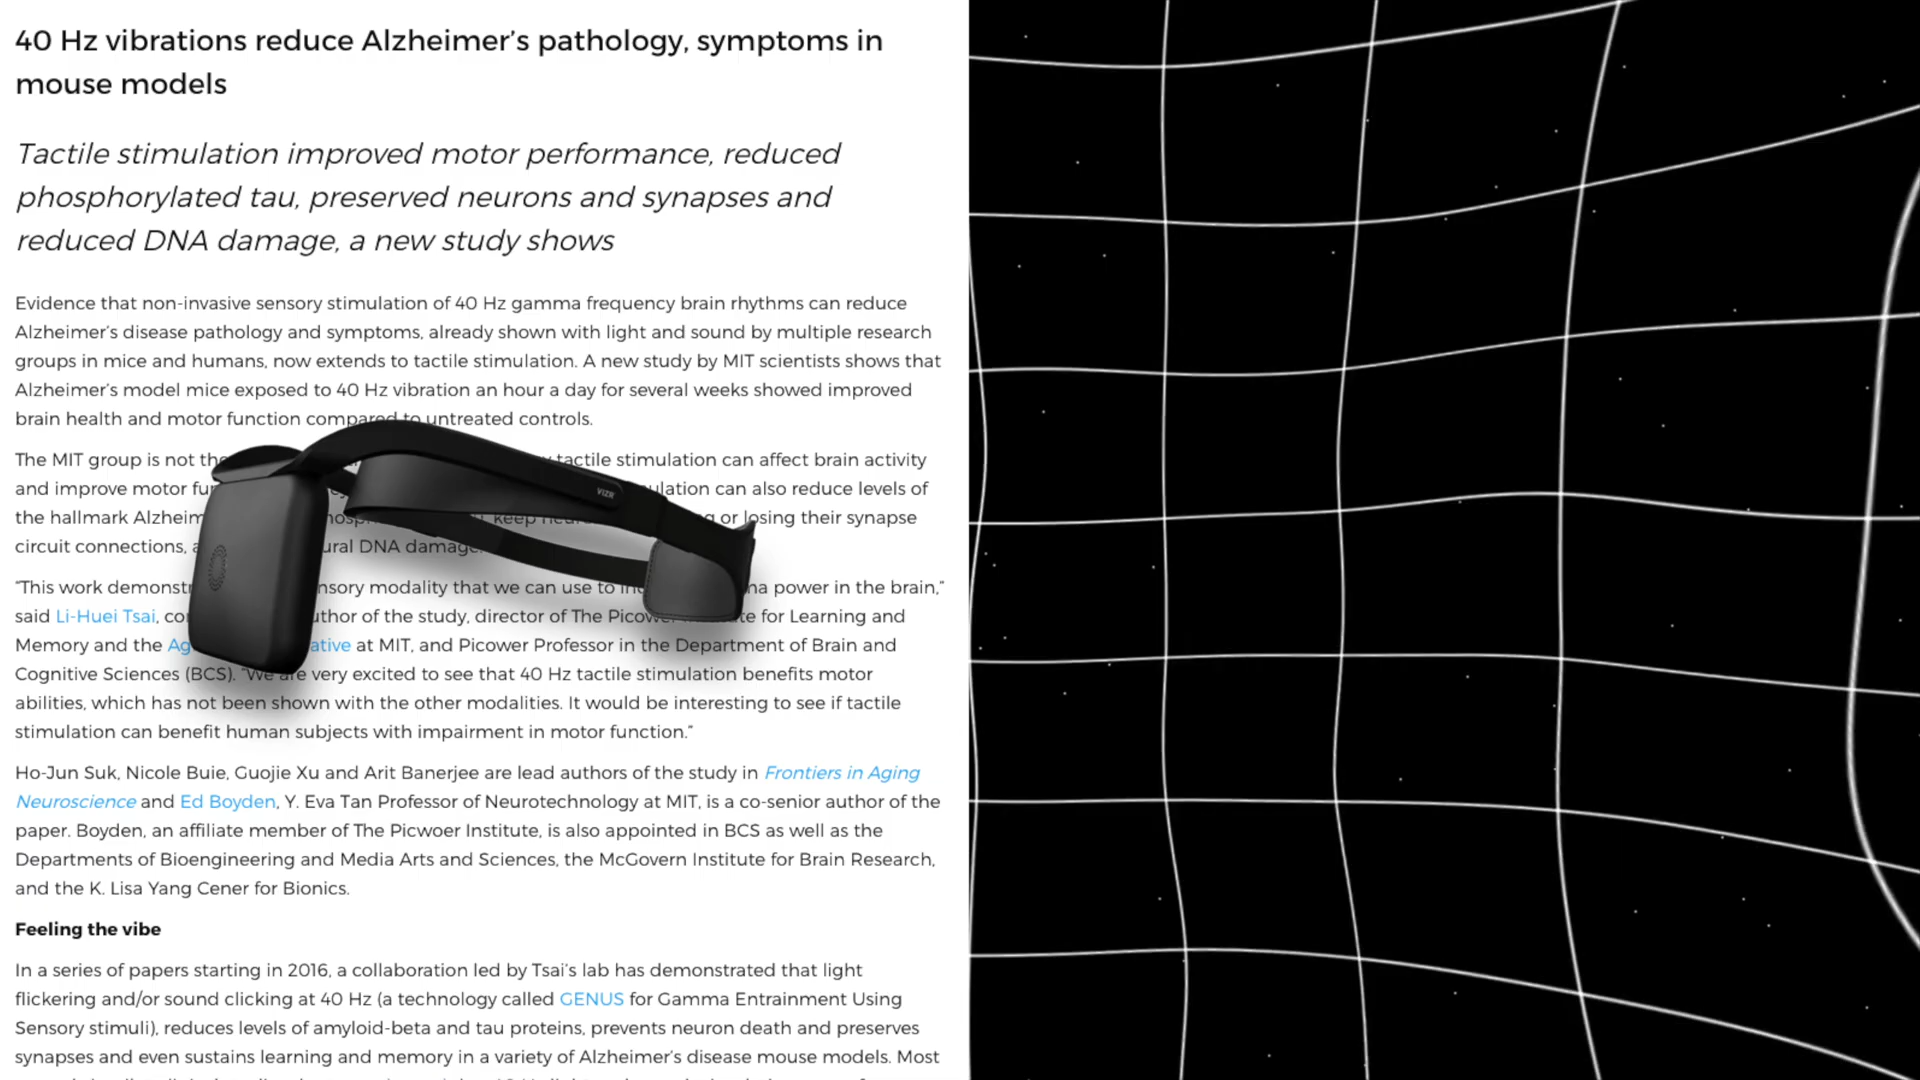 40 Hz vibrations reduce Alzheimer’s pathology, symptoms in
mouse models
Tactile stimulation improved motor performance, reduced
phosphorylated tau, preserved neurons and synapses and
reduced DNA damage, a new study shows
Evidence that non-invasive sensory stimulation of 40 Hz gamma frequency brain rhythms can reduce
Alzheimer’s disease pathology and symptoms, already shown with light and sound by multiple research
groups in mice and humans, now extends to tactile stimulation. A new study by MIT scientists shows that
Alzheimer’s model mice exposed to 40 Hz vibration an hour a day for several weeks showed improved
brain health and motor function compared to untreated controls.
The MIT group is not the tactile stimulation can affect brain activity
and improve motor can also reduce levels of
the hallmark keep or losing their synapse
circuit connections, DNA damage.
“This work modality that we can use to power in the brain,”
said Li-Huei Tsai, of the study, director of The Picower for Learning and
Memory and the at MIT, and Picower Professor in the Department of Brain and
Cognitive Sciences (BCS). “We are very excited to see that 40 Hz tactile stimulation benefits motor
abilities, which has not been shown with the other modalities. It would be interesting to see if tactile
stimulation can benefit human subjects with impairment in motor function.”
Ho-Jun Suk, Nicole Buie, Guojie Xu and Arit Banerjee are lead authors of the study in Frontiers in Aging
Neuroscience and Ed Boyden, Y. Eva Tan Professor of Neurotechnology at MIT, is a co-senior author of the
paper. Boyden, an affiliate member of The Picwoer Institute, is also appointed in BCS as well as the
Departments of Bioengineering and Media Arts and Sciences, the McGovern Institute for Brain Research,
and the K. Lisa Yang Cener for Bionics.
Feeling the vibe
In a series of papers starting in 2016, a collaboration led by Tsai’s lab has demonstrated that light
flickering and/or sound clicking at 40 Hz (a technology called GENUS for Gamma Entrainment Using
Sensory stimuli), reduces levels of amyloid-beta and tau proteins, prevents neuron death and preserves
synapses and even sustains learning and memory in a variety of Alzheimer’s disease mouse models. Most
VIZR